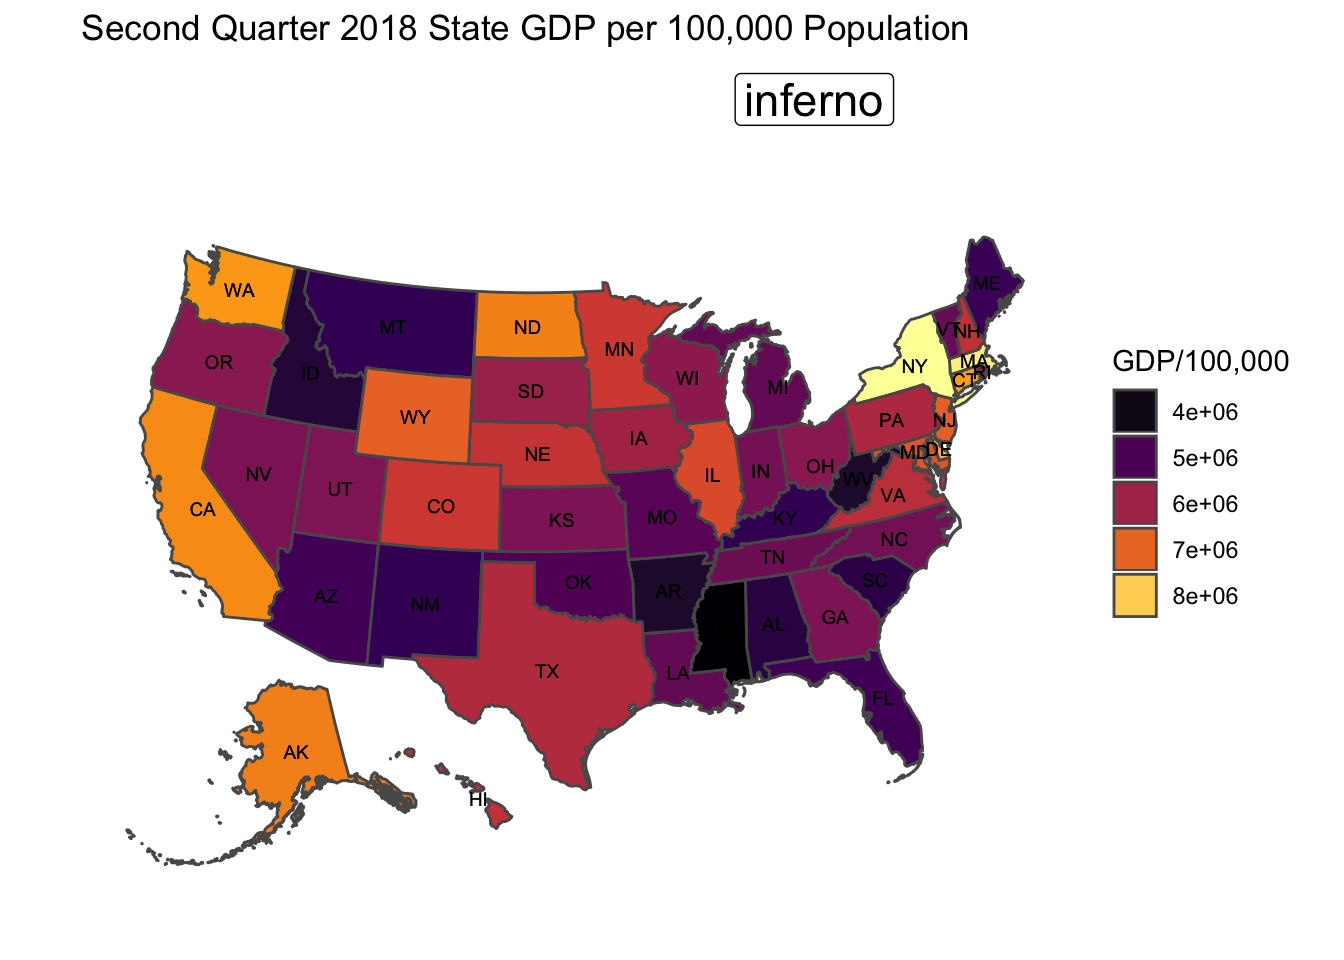 Second Quarter 2018 State GDP per 100,000 Population
inferno
ME
WA
MT
ND
VT
NH
MN
OR
NY
MA
ID
RI
WI
CT
MI
SD
WY
PA
NJ
IA
MD
DE
NE
OH
NV
IL
IN
WV
UT
VA
CA
CO
MO
KY
KS
NC
TN
OK
SC
AR
AZ
NM
GA
AL
TX
LA
FL
AK
HI
GDP/100,000
4e+06
5e+06
6e+06
7e+06
8e+06